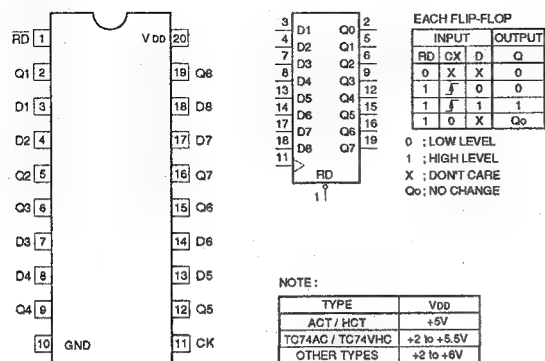 RD 1 VDD 20
Q1 2 19 Q8
D1 3 18 D8
D2 4 17 D7
Q2 5 16 Q7
Q3 6 15 Q6
D3 7 14 D6
D4 8 13 D5
Q4 9 12 Q5
10 GND 11 CK
3 D1 Q0 2
4 D2 Q1 5
7 D3 Q2 6
8 D4 Q3 9
13 D5 Q4 12
14 D6 Q5 15
17 D7 Q6 16
18 D8 Q7 19
11
RD
1
EACH FLIP-FLOP
INPUT OUTPUT
RD CX D Q
0 X X 0
1 0 0
1 1 1
1 0 X Qo
0 ; LOW LEVEL
1 ; HIGH LEVEL
X ; DON'T CARE
Qo; NO CHANGE
NOTE :
TYPE VDD
ACT / HCT +5V
TC74AC / TC74VHC +2 to +5.5V
OTHER TYPES +2 to +6V